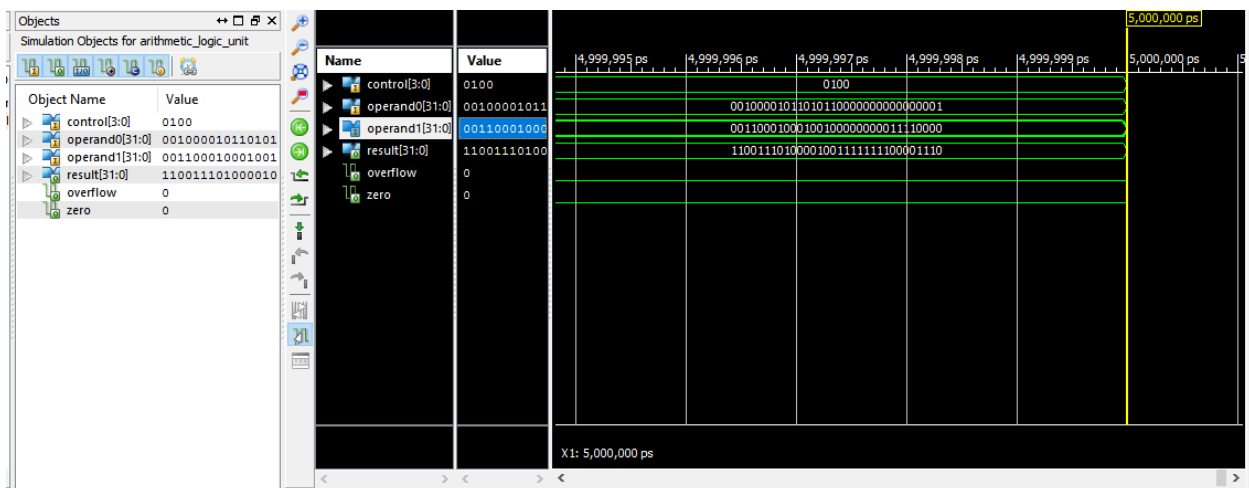 Objects
Simulation Objects for arithmetic_logic_unit
Object Name Value
control[3:0] 0100
operand0[31:0] 001000010110101
operand1[31:0] 001100010001001
result[31:0] 110011101000010
overflow 0
zero 0
5,000,000 ps
Name Value 4,999,995 ps 4,999,996 ps 4,999,997 ps 4,999,998 ps 4,999,999 ps 5,000,000 ps
control[3:0] 0100 0100
operand0[31:0] 00100001011 00100001011010110000000000000001
operand1[31:0] 00110001000 00110001000100100000000011110000
result[31:0] 11001110100 11001110100001001111111100001110
overflow 0
zero 0
X1: 5,000,000 ps